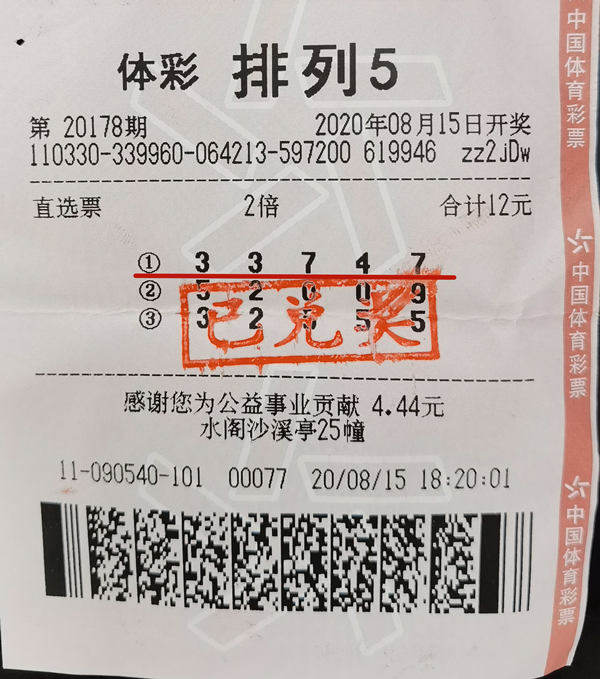 体彩 排列5
第 20178期 2020年08月15日开奖
110330-339960-064213-597200 619946 zz2jDw
直选票 2倍 合计12元
① 3 3 7 4 7
② 5 2 0 0 9
③ 3 2 5 5
已兑奖
感谢您为公益事业贡献 4.44元
水阁沙溪亭25幢
11-090540-101 00077 20/08/15 18:20:01
中国体育彩票
中国体育彩票
中国体育彩票